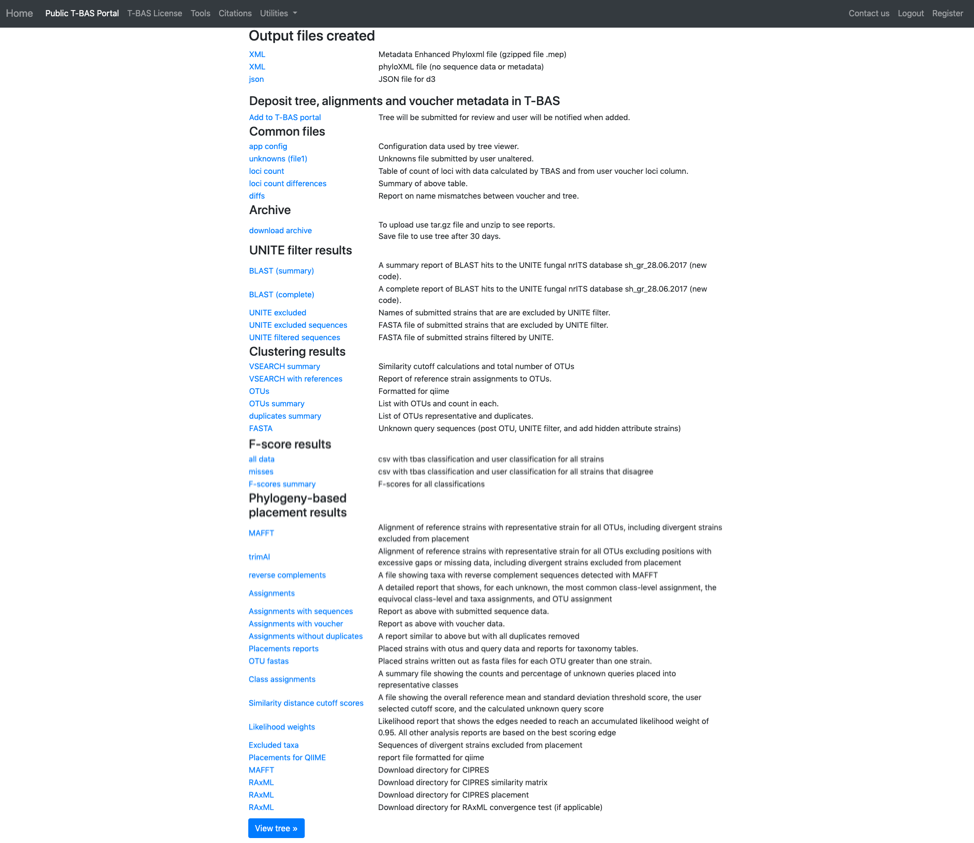 Home Public T-BAS Portal T-BAS License Tools Citations Utilities Contact us Logout Register
Output files created
XML Metadata Enhanced Phyloxml file (gzipped file .mep)
XML phyloXML file (no sequence data or metadata)
json JSON file for d3
Deposit tree, alignments and voucher metadata in T-BAS
Add to T-BAS portal Tree will be submitted for review and user will be notified when added.
Common files
app config Configuration data used by tree viewer.
unknowns (file1) Unknowns file submitted by user unaltered.
loci count Table of count of loci with data calculated by TBAS and from user voucher loci column.
loci count differences Summary of above table.
diffs Report on name mismatches between voucher and tree.
Archive
download archive To upload use tar.gz file and unzip to see reports.
Save file to use tree after 30 days.
UNITE filter results
BLAST (summary) A summary report of BLAST hits to the UNITE fungal nrITS database sh_gr_28.06.2017 (new
code).
BLAST (complete) A complete report of BLAST hits to the UNITE fungal nrITS database sh_gr_28.06.2017 (new
code).
UNITE excluded Names of submitted strains that are are excluded by UNITE filter.
UNITE excluded sequences FASTA file of submitted strains that are excluded by UNITE filter.
UNITE filtered sequences FASTA file of submitted strains filtered by UNITE.
Clustering results
VSEARCH summary Similarity cutoff calculations and total number of OTUs
VSEARCH with references Report of reference strain assignments to OTUs.
OTUs Formatted for qiime
OTUs summary List with OTUs and count in each.
duplicates summary List of OTUs representative and duplicates.
FASTA Unknown query sequences (post OTU, UNITE filter, and add hidden attribute strains)
F-score results
all data csv with tbas classification and user classification for all strains
misses csv with tbas classification and user classification for all strains that disagree
F-scores summary F-scores for all classifications
Phylogeny-based
placement results
MAFFT Alignment of reference strains with representative strain for all OTUs, including divergent strains
excluded from placement
trimAl Alignment of reference strains with representative strain for all OTUs excluding positions with
excessive gaps or missing data, including divergent strains excluded from placement
reverse complements A file showing taxa with reverse complement sequences detected with MAFFT
Assignments A detailed report that shows, for each unknown, the most common class-level assignment, the
equivocal class-level and taxa assignments, and OTU assignment
Assignments with sequences Report as above with submitted sequence data.
Assignments with voucher Report as above with voucher data.
Assignments without duplicates A report similar to above but with all duplicates removed
Placements reports Placed strains with otus and query data and reports for taxonomy tables.
OTU fastas Placed strains written out as fasta files for each OTU greater than one strain.
Class assignments A summary file showing the counts and percentage of unknown queries placed into
representative classes
Similarity distance cutoff scores A file showing the overall reference mean and standard deviation threshold score, the user
selected cutoff score, and the calculated unknown query score
Likelihood weights Likelihood report that shows the edges needed to reach an accumulated likelihood weight of
0.95. All other analysis reports are based on the best scoring edge
Excluded taxa Sequences of divergent strains excluded from placement
Placements for QIIME report file formatted for qiime
MAFFT Download directory for CIPRES
RAxML Download directory for CIPRES similarity matrix
RAxML Download directory for CIPRES placement
RAxML Download directory for RAxML convergence test (if applicable)
View tree »